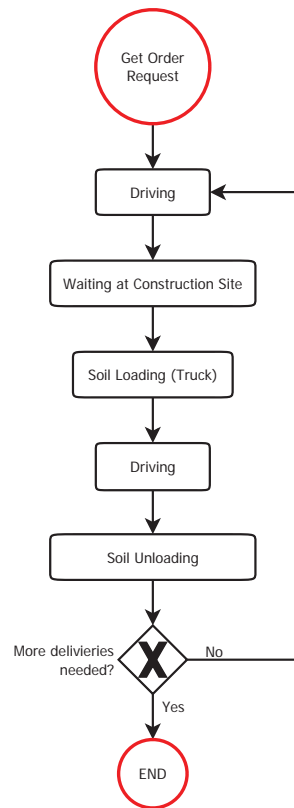 Get Order
Request
Driving
Waiting at Construction Site
Soil Loading (Truck)
Driving
Soil Unloading
More delivieries
needed?
X
No
Yes
END